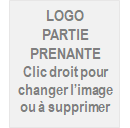 LOGO
PARTIE
PRENANTE
Clic droit pour
changer l'image
ou à supprimer